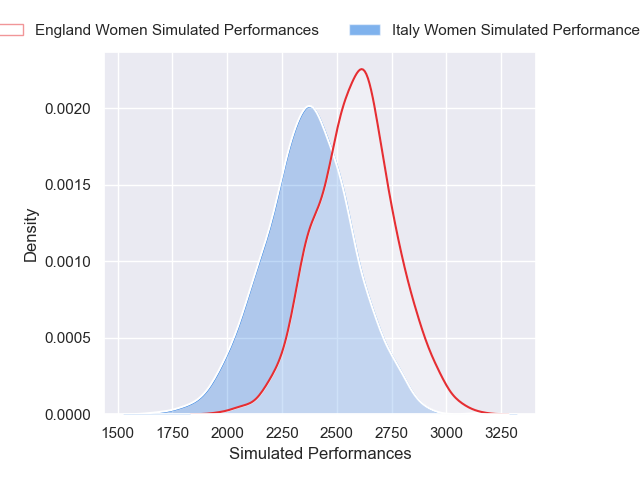 England Women Simulated Performances Italy Women Simulated Performance
0.0020
0.0015
0.0010
0.0005
0.0000
Density
1500 1750 2000 2250 2500 2750 3000 3250
Simulated Performances